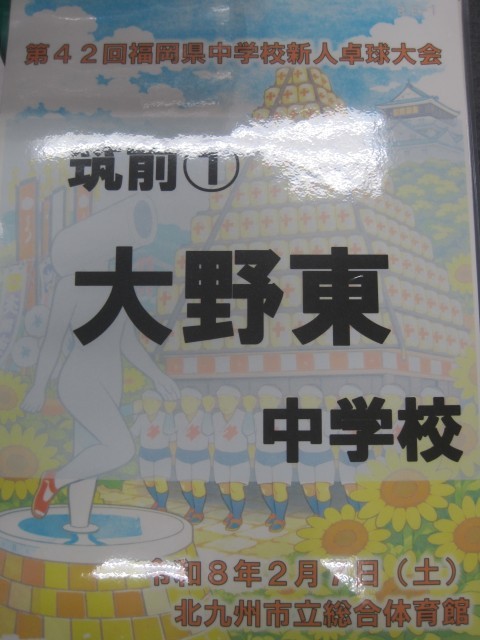 第４２回福岡県中学校新人卓球大会
筑前①
大野東
中学校
令和８年２月７日（土）
北九州市立総合体育館